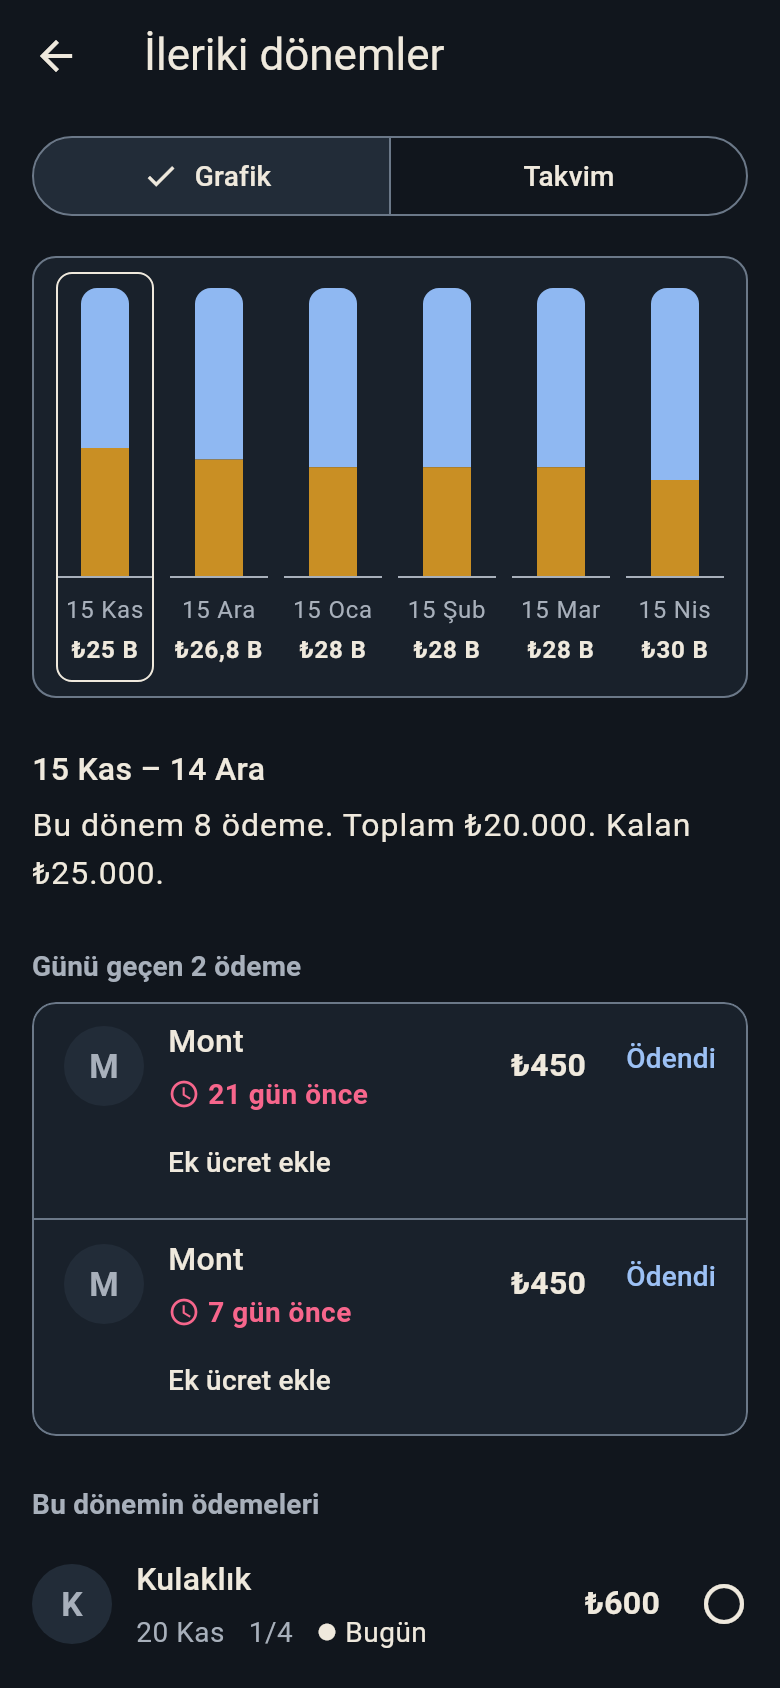 İleriki dönemler
Grafik
Takvim
15 Kas
15 Ara
15 Oca
15 Şub
15 Mar
15 Nis
₺25 B
₺26,8 B
₺28 B
₺28 B
₺28 B
₺30 B
15 Kas – 14 Ara
Bu dönem 8 ödeme. Toplam ₺20.000. Kalan
₺25.000.
Günü geçen 2 ödeme
M
Mont
₺450
Ödendi
21 gün önce
Ek ücret ekle
M
Mont
₺450
Ödendi
7 gün önce
Ek ücret ekle
Bu dönemin ödemeleri
K
Kulaklık
₺600
20 Kas 1/4 ● Bugün